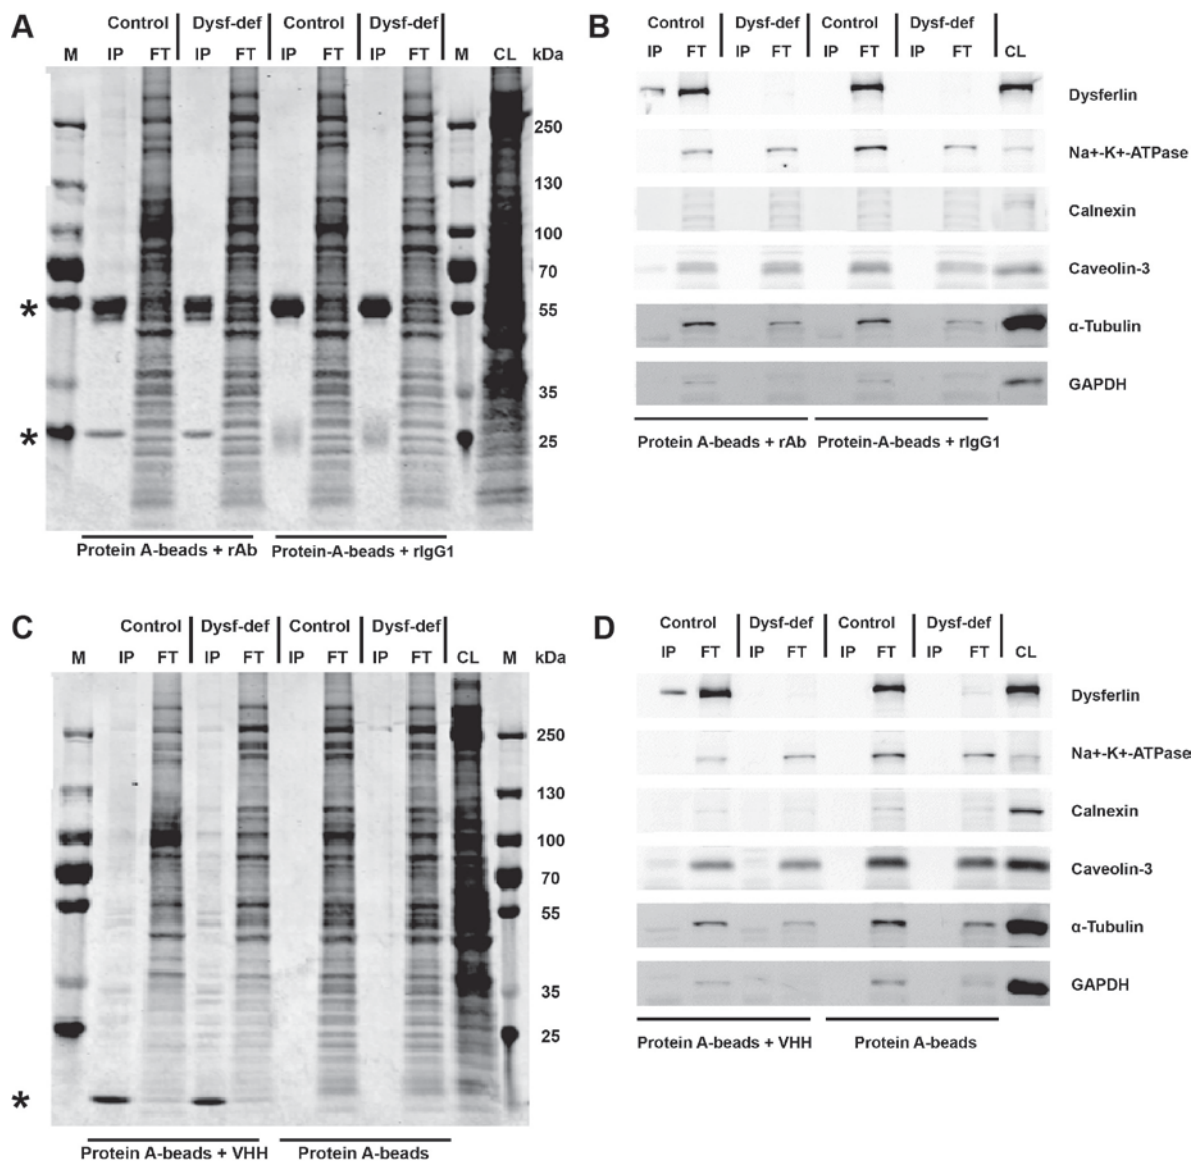 A
Control Dysf-def Control Dysf-def
M IP FT IP FT IP FT IP FT M CL kDa
250
130
100
70
55
35
25
*
*
Protein A-beads + rAb Protein-A-beads + rIgG1
B
Control Dysf-def Control Dysf-def
IP FT IP FT IP FT IP FT CL
Dysferlin
Na+-K+-ATPase
Calnexin
Caveolin-3
α-Tubulin
GAPDH
Protein A-beads + rAb Protein-A-beads + rIgG1
C
Control Dysf-def Control Dysf-def
M IP FT IP FT IP FT IP FT CL M kDa
250
130
100
70
55
35
25
*
Protein A-beads + VHH Protein A-beads
D
Control Dysf-def Control Dysf-def
IP FT IP FT IP FT IP FT CL
Dysferlin
Na+-K+-ATPase
Calnexin
Caveolin-3
α-Tubulin
GAPDH
Protein A-beads + VHH Protein A-beads